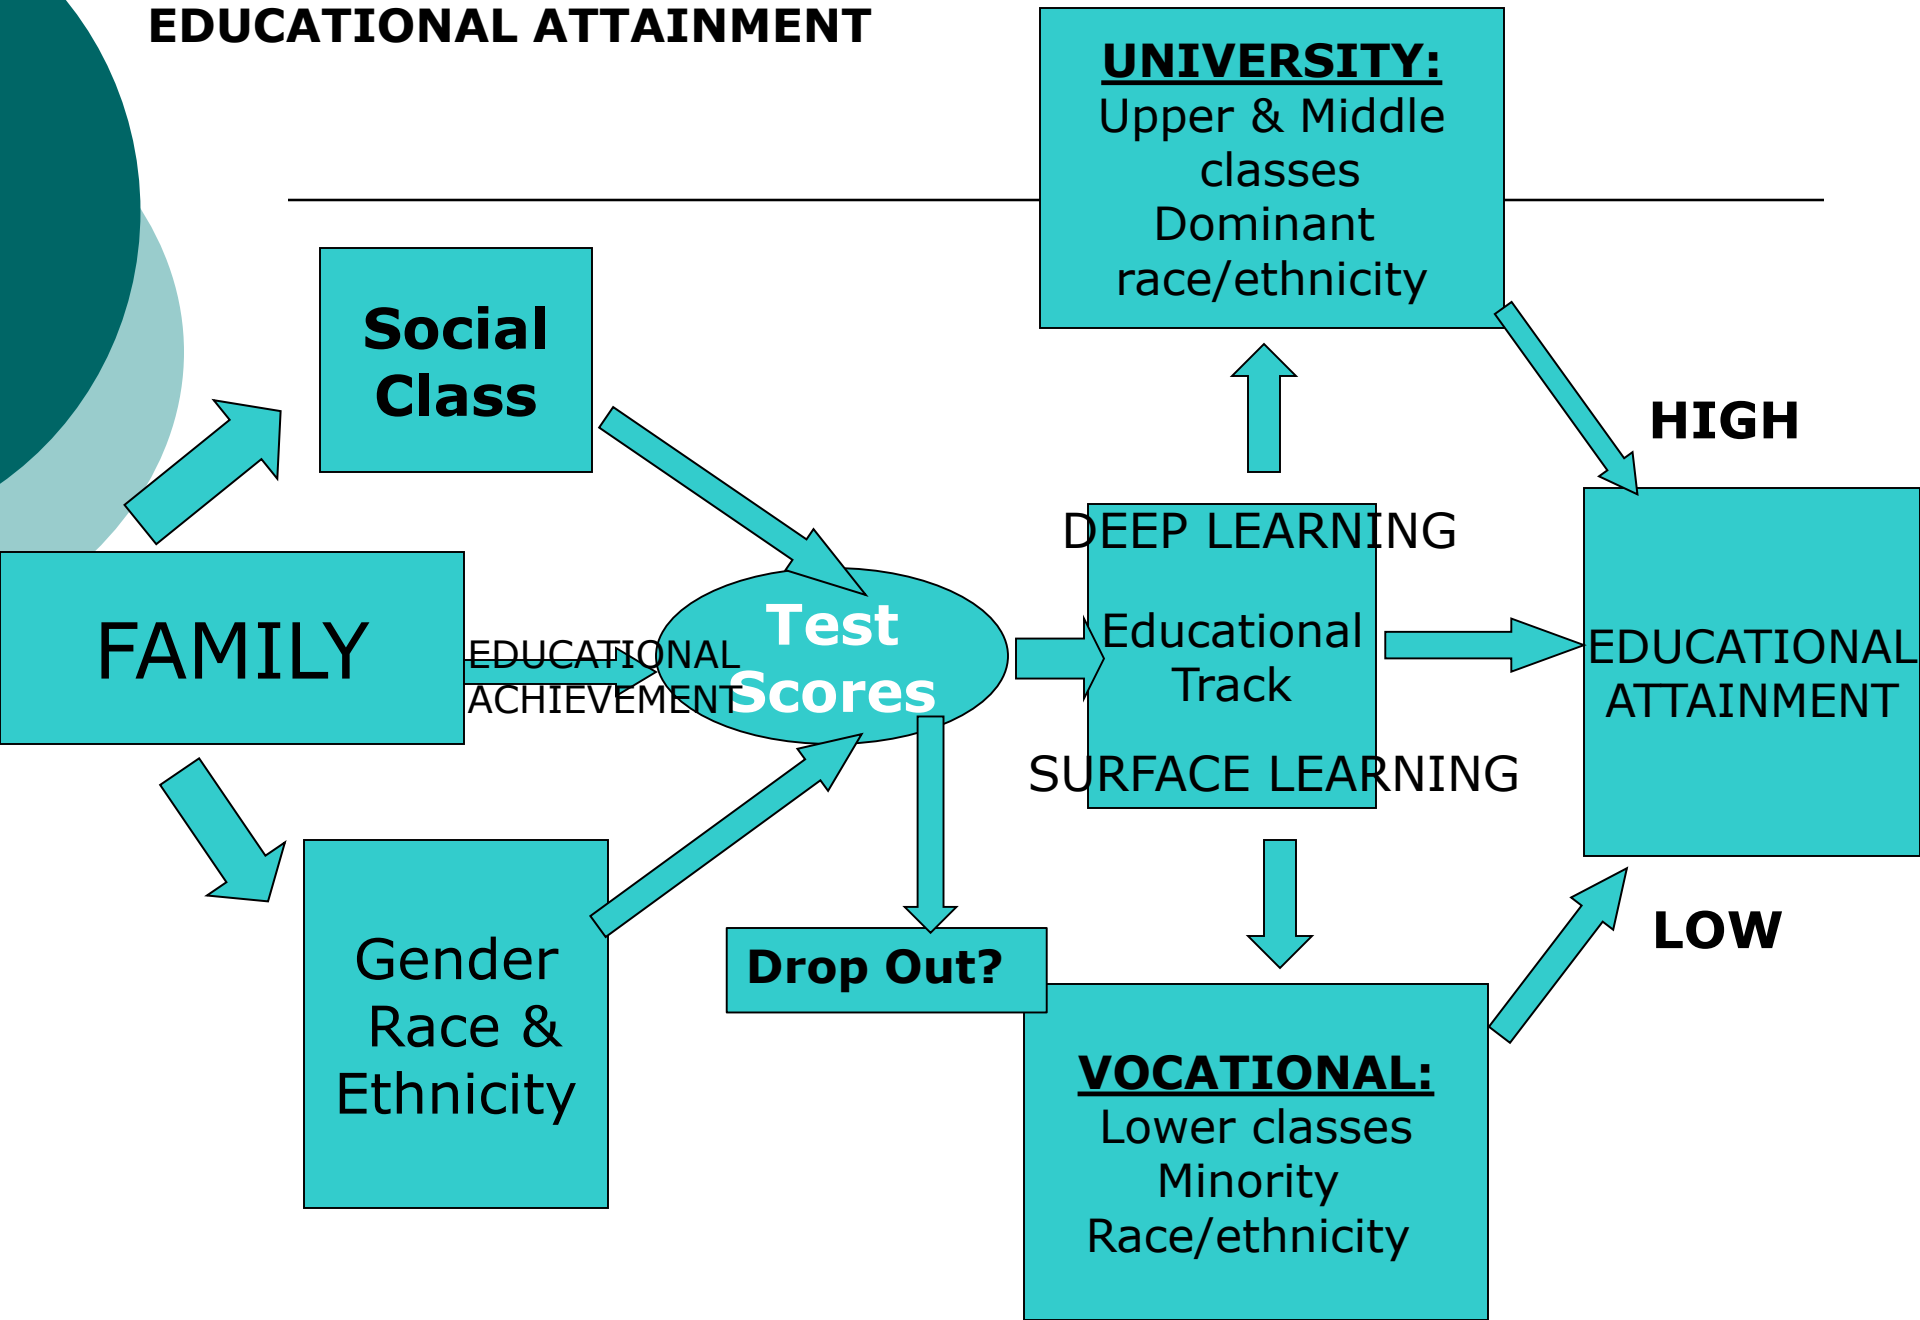 EDUCATIONAL ATTAINMENT
UNIVERSITY:
Upper & Middle
classes
Dominant
race/ethnicity
Social
Class
HIGH
FAMILY
EDUCATIONAL
ACHIEVEMENT
Test
Scores
DEEP LEARNING
Educational
Track
SURFACE LEARNING
EDUCATIONAL
ATTAINMENT
Gender
Race &
Ethnicity
Drop Out?
LOW
VOCATIONAL:
Lower classes
Minority
Race/ethnicity